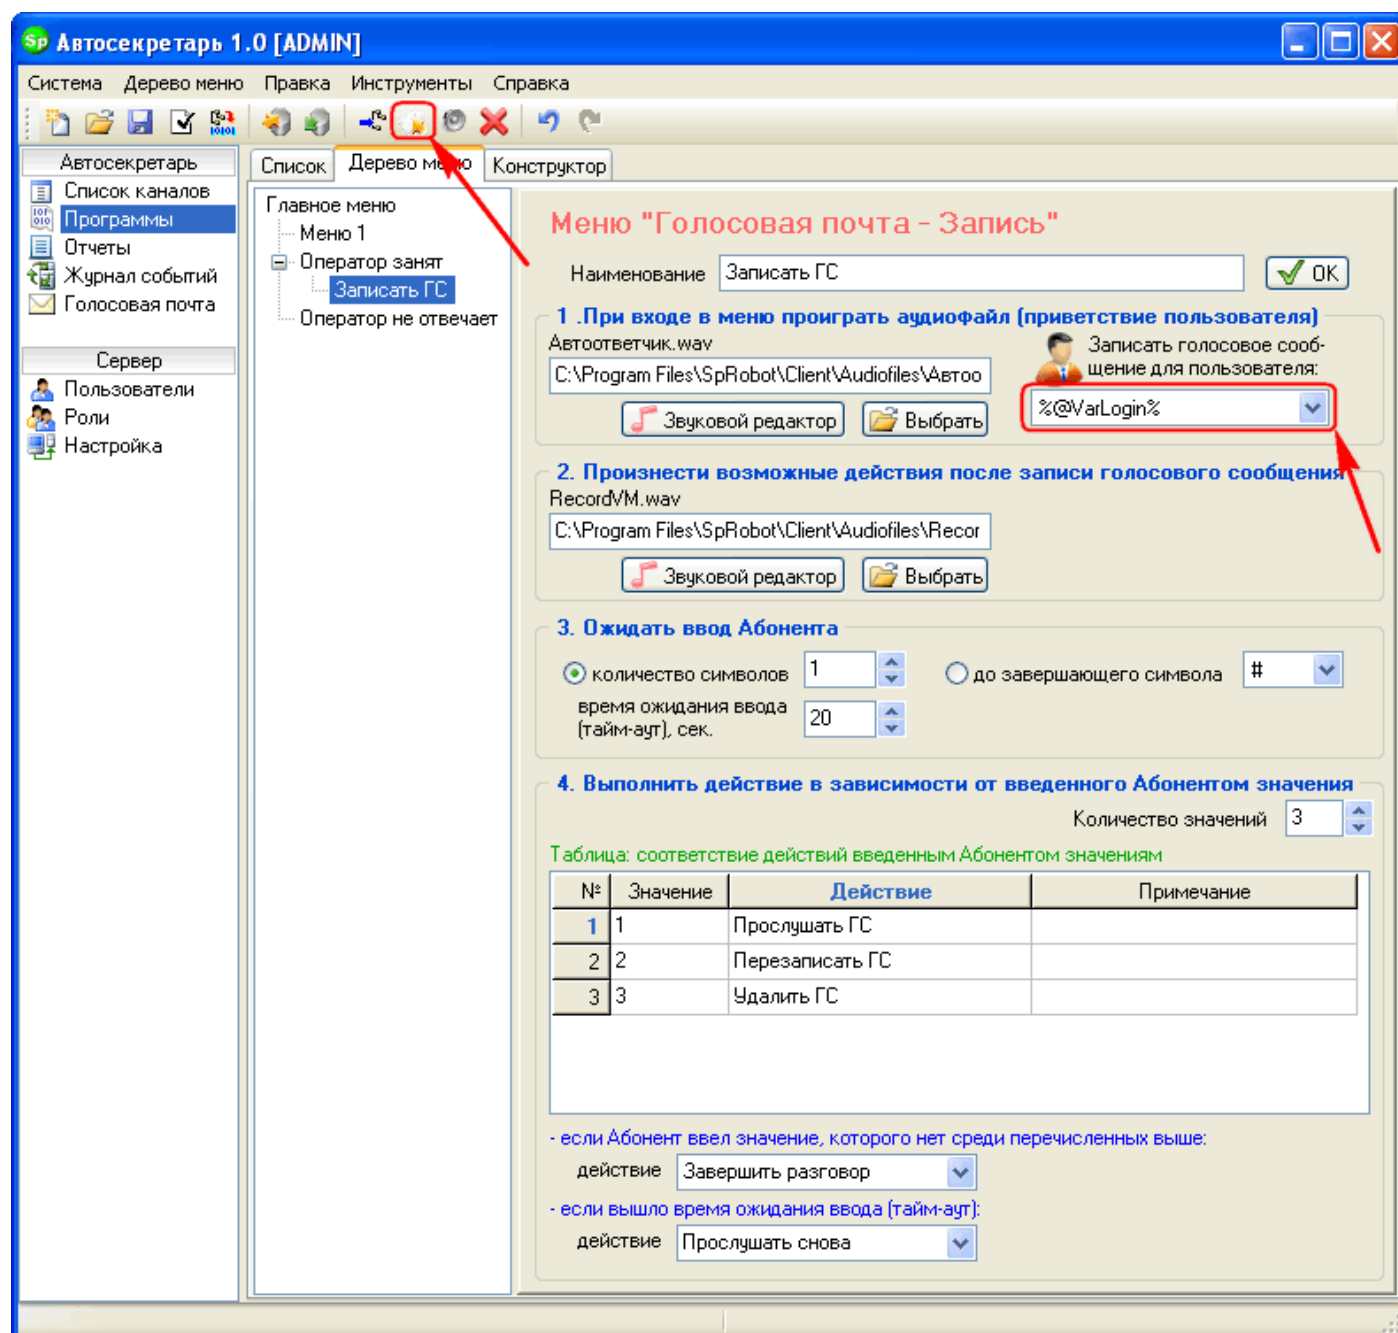 Sp Автосекретарь 1.0 [ADMIN]
Система Дерево меню Правка Инструменты Справка
Автосекретарь
Список каналов
Программы
Отчеты
Журнал событий
Голосовая почта
Сервер
Пользователи
Роли
Настройка
Список Дерево меню Конструктор
Главное меню
Меню 1
Оператор занят
Записать ГС
Оператор не отвечает
Меню "Голосовая почта - Запись"
Наименование Записать ГС OK
1 .При входе в меню проиграть аудиофайл (приветствие пользователя)
Автоответчик.wav
C:\Program Files\SpRobot\Client\Audiofiles\Авто
Звуковой редактор Выбрать
Записать голосовое сооб-
щение для пользователя:
%@VarLogin%
2. Произнести возможные действия после записи голосового сообщения
RecordVM.wav
C:\Program Files\SpRobot\Client\Audiofiles\Recor
Звуковой редактор Выбрать
3. Ожидать ввод Абонента
количество символов 1 до завершающего символа #
время ожидания ввода
(тайм-аут), сек. 20
4. Выполнить действие в зависимости от введенного Абонентом значения
Количество значений 3
Таблица: соответствие действий введенным Абонентом значениям
№ Значение Действие Примечание
1 1 Прослушать ГС
2 2 Перезаписать ГС
3 3 Удалить ГС
- если Абонент ввел значение, которого нет среди перечисленных выше:
действие Завершить разговор
- если вышло время ожидания ввода (тайм-аут):
действие Прослушать снова